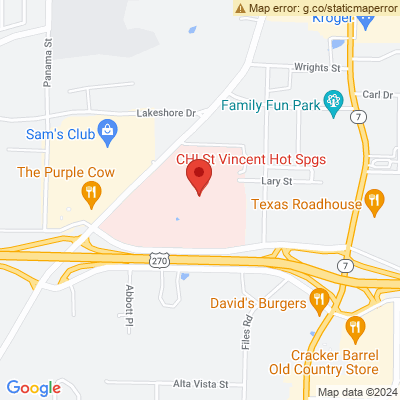 Map error: g.co/staticmaperror
Kroger
Wrights St
Panama St
Carl Dr
Family Fun Park
Lakeshore Dr
7
Sam's Club
CHI St Vincent Hot Spgs
The Purple Cow
Lary St
Texas Roadhouse
270
7
Abbott Pl
David's Burgers
Files Rd
Cracker Barrel
Old Country Store
Google
Alta Vista St
Map data ©2024